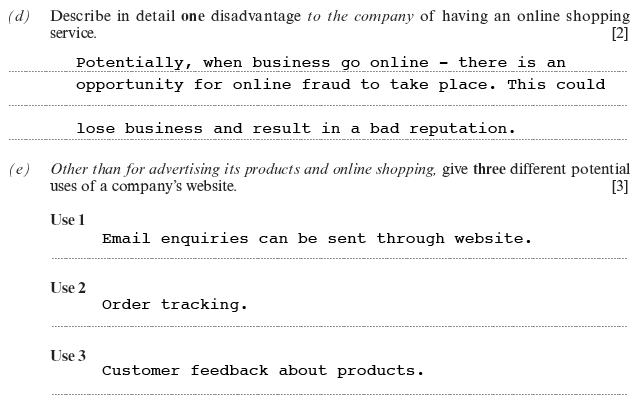 (d) Describe in detail one disadvantage to the company of having an online shopping
service. [2]
Potentially, when business go online – there is an
opportunity for online fraud to take place. This could
lose business and result in a bad reputation.
(e) Other than for advertising its products and online shopping, give three different potential
uses of a company's website. [3]
Use 1
Email enquiries can be sent through website.
Use 2
Order tracking.
Use 3
Customer feedback about products.